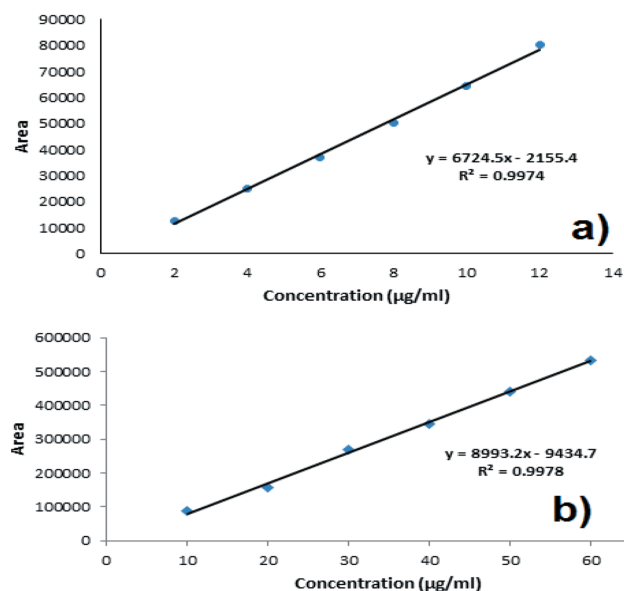 90000
80000
70000
60000
50000
40000
30000
20000
10000
0
Area
y = 6724.5x - 2155.4
R² = 0.9974
a)
0 2 4 6 8 10 12 14
Concentration (µg/ml)
600000
500000
400000
300000
200000
100000
0
Area
y = 8993.2x - 9434.7
R² = 0.9978
b)
0 10 20 30 40 50 60
Concentration (µg/ml)